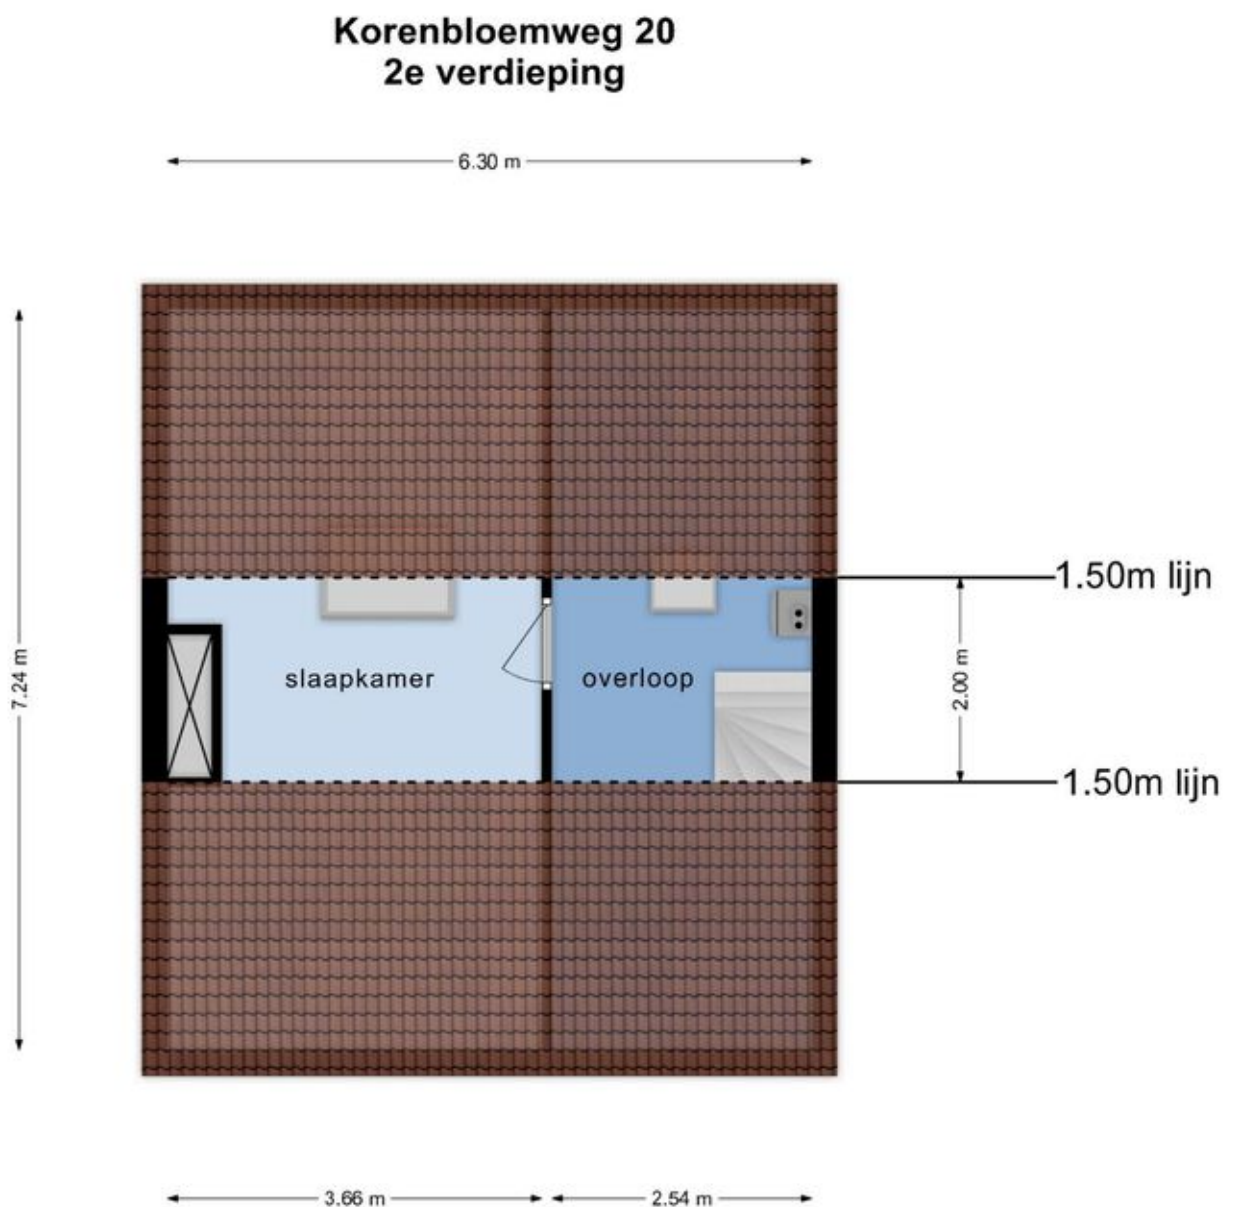 Korenbloemweg 20
2e verdieping
6.30 m
7.24 m
1.50m lijn
slaapkamer
overloop
2.00 m
1.50m lijn
3.66 m
2.54 m